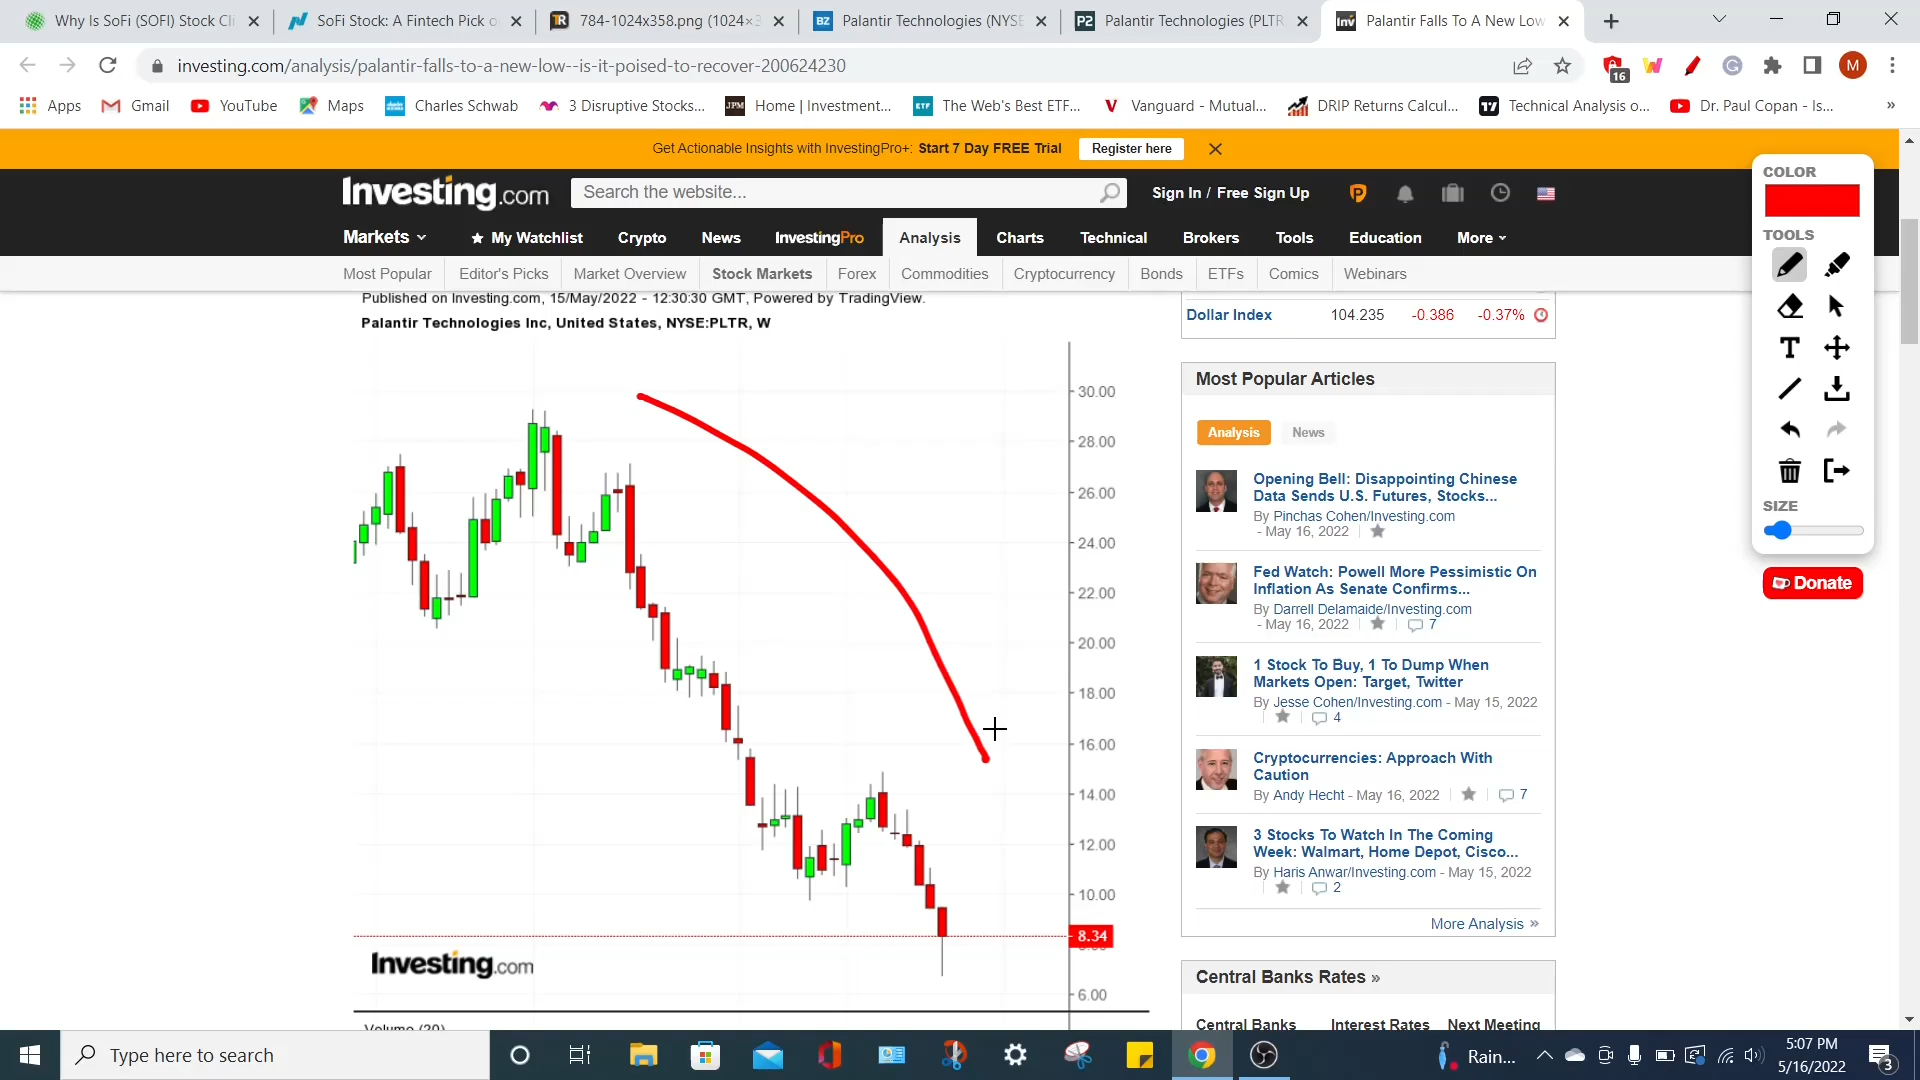 Why Is SoFi (SOFI) Stock Cli
SoFi Stock: A Fintech Pick o
784-1024x358.png (1024×3
Palantir Technologies (NYSE
Palantir Technologies (PLTR
Palantir Falls To A New Low
investing.com/analysis/palantir-falls-to-a-new-low--is-it-poised-to-recover-200624230
16
M
Apps
Gmail
YouTube
Maps
Charles Schwab
3 Disruptive Stocks...
JPM
Home | Investment...
ETF
The Web's Best ETF...
Vanguard - Mutual...
DRIP Returns Calcul...
Technical Analysis o...
Dr. Paul Copan - Is...
»
Get Actionable Insights with InvestingPro+: Start 7 Day FREE Trial
Register here
Investing.com
Search the website...
Sign In / Free Sign Up
Markets
My Watchlist
Crypto
News
InvestingPro
Analysis
Charts
Technical
Brokers
Tools
Education
More
Most Popular
Editor's Picks
Market Overview
Stock Markets
Forex
Commodities
Cryptocurrency
Bonds
ETFs
Comics
Webinars
Published on Investing.com, 15/May/2022 - 12:30:30 GMT, Powered by TradingView.
Palantir Technologies Inc, United States, NYSE:PLTR, W
30.00
28.00
26.00
24.00
22.00
20.00
18.00
16.00
14.00
12.00
10.00
8.34
6.00
Investing.com
Volume (20)
Dollar Index 104.235 -0.386 -0.37%
Most Popular Articles
Analysis
News
Opening Bell: Disappointing Chinese
Data Sends U.S. Futures, Stocks...
By Pinchas Cohen/Investing.com
- May 16, 2022
Fed Watch: Powell More Pessimistic On
Inflation As Senate Confirms...
By Darrell Delamaide/Investing.com
- May 16, 2022 7
1 Stock To Buy, 1 To Dump When
Markets Open: Target, Twitter
By Jesse Cohen/Investing.com - May 15, 2022
4
Cryptocurrencies: Approach With
Caution
By Andy Hecht - May 16, 2022 7
3 Stocks To Watch In The Coming
Week: Walmart, Home Depot, Cisco...
By Haris Anwar/Investing.com - May 15, 2022
2
More Analysis »
Central Banks Rates »
Central Banks Interest Rates Next Meeting
COLOR
TOOLS
SIZE
Donate
Type here to search
Rain...
5:07 PM
5/16/2022
3